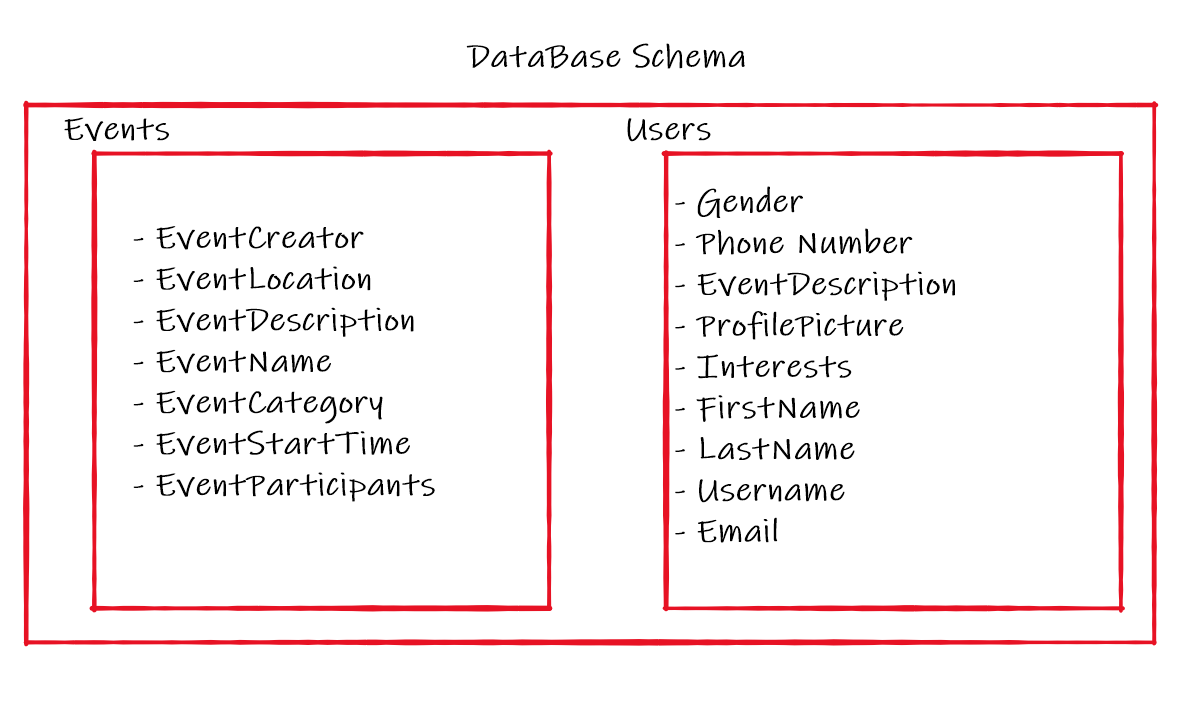 DataBase Schema
Events
- EventCreator
- EventLocation
- EventDescription
- EventName
- EventCategory
- EventStartTime
- EventParticipants
Users
- Gender
- Phone Number
- EventDescription
- ProfilePicture
- Interests
- FirstName
- LastName
- Username
- Email